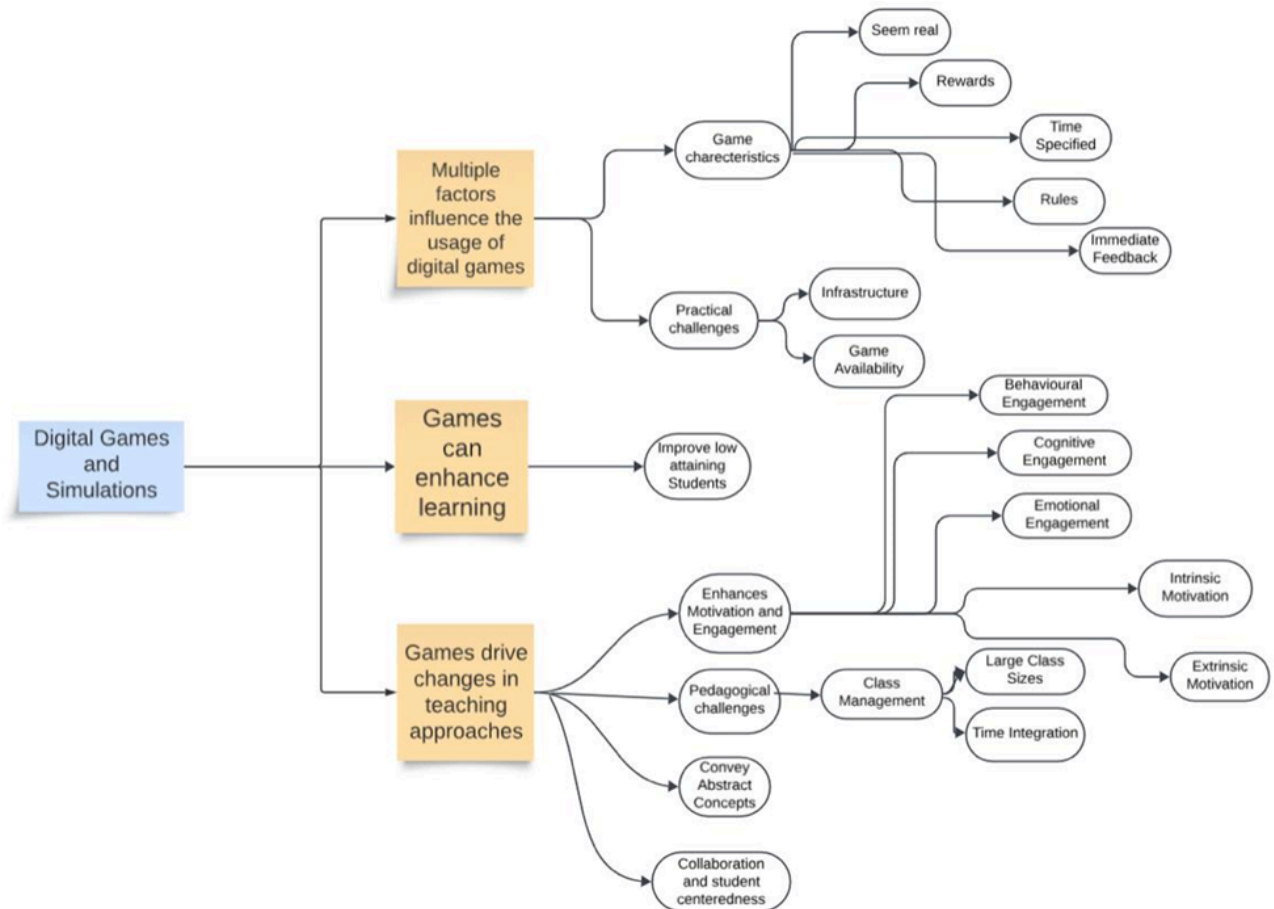 Seem real
Rewards
Time
Specified
Game
charecteristics
Multiple
factors
influence the
usage of
digital games
Rules
Immediate
Feedback
Infrastructure
Practical
challenges
Game
Availability
Behavioural
Engagement
Digital Games
and
Simulations
Games
can
enhance
learning
Improve low
attaining
Students
Cognitive
Engagement
Emotional
Engagement
Enhances
Motivation and
Engagement
Intrinsic
Motivation
Extrinsic
Motivation
Games drive
changes in
teaching
approaches
Pedagogical
challenges
Class
Management
Large Class
Sizes
Time Integration
Convey
Abstract
Concepts
Collaboration
and student
centeredness